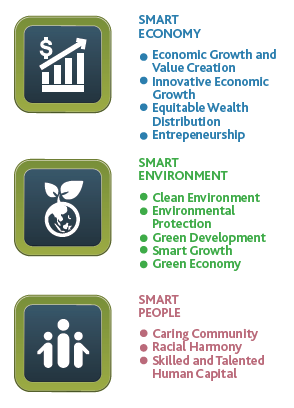 $
SMART
ECONOMY
• Economic Growth and
Value Creation
• Innovative Economic
Growth
• Equitable Wealth
Distribution
• Entrepeneurship
SMART
ENVIRONMENT
• Clean Environment
• Environmental
Protection
• Green Development
• Smart Growth
• Green Economy
SMART
PEOPLE
• Caring Community
• Racial Harmony
• Skilled and Talented
Human Capital